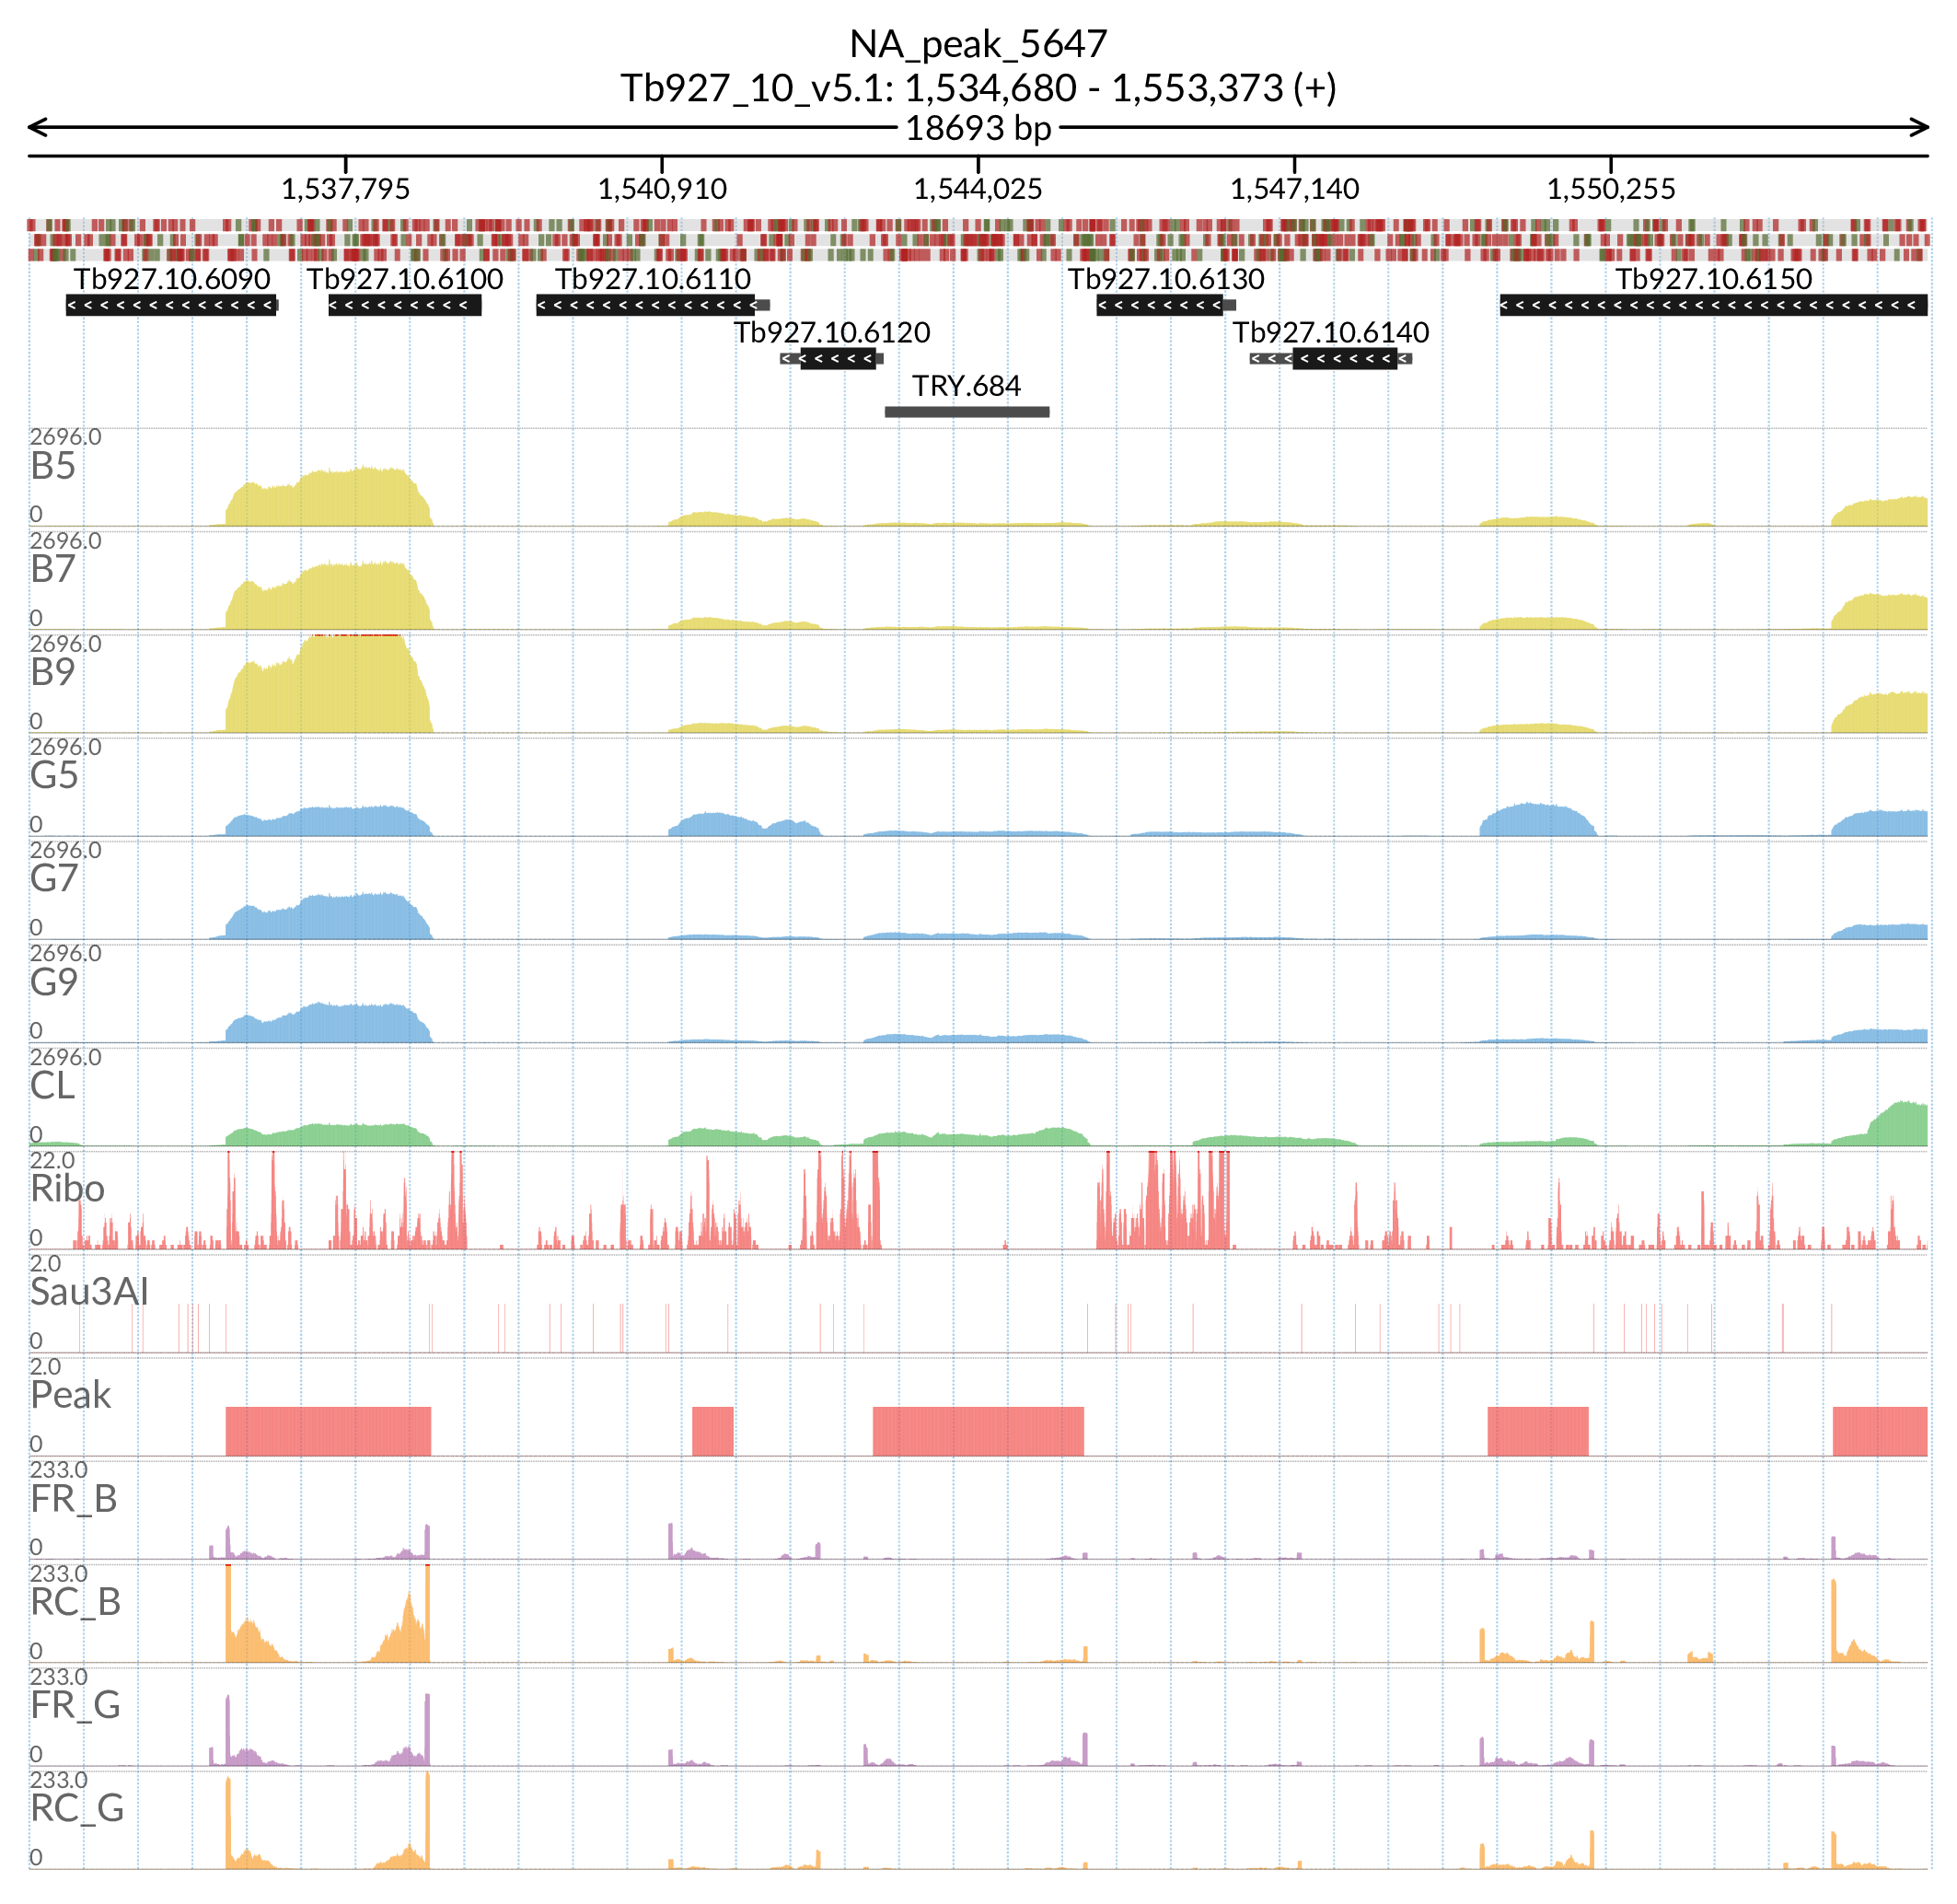 NA_peak_5647
Tb927_10_v5.1: 1,534,680 - 1,553,373 (+)
18693 bp
1,537,795 1,540,910 1,544,025 1,547,140 1,550,255
Tb927.10.6090 Tb927.10.6100 Tb927.10.6110 Tb927.10.6130 Tb927.10.6150
Tb927.10.6120 Tb927.10.6140
TRY.684
2696.0
B5
0
2696.0
B7
0
2696.0
B9
0
2696.0
G5
0
2696.0
G7
0
2696.0
G9
0
2696.0
CL
0
22.0
Ribo
0
2.0
Sau3AI
0
2.0
Peak
0
233.0
FR_B
0
233.0
RC_B
0
233.0
FR_G
0
233.0
RC_G
0